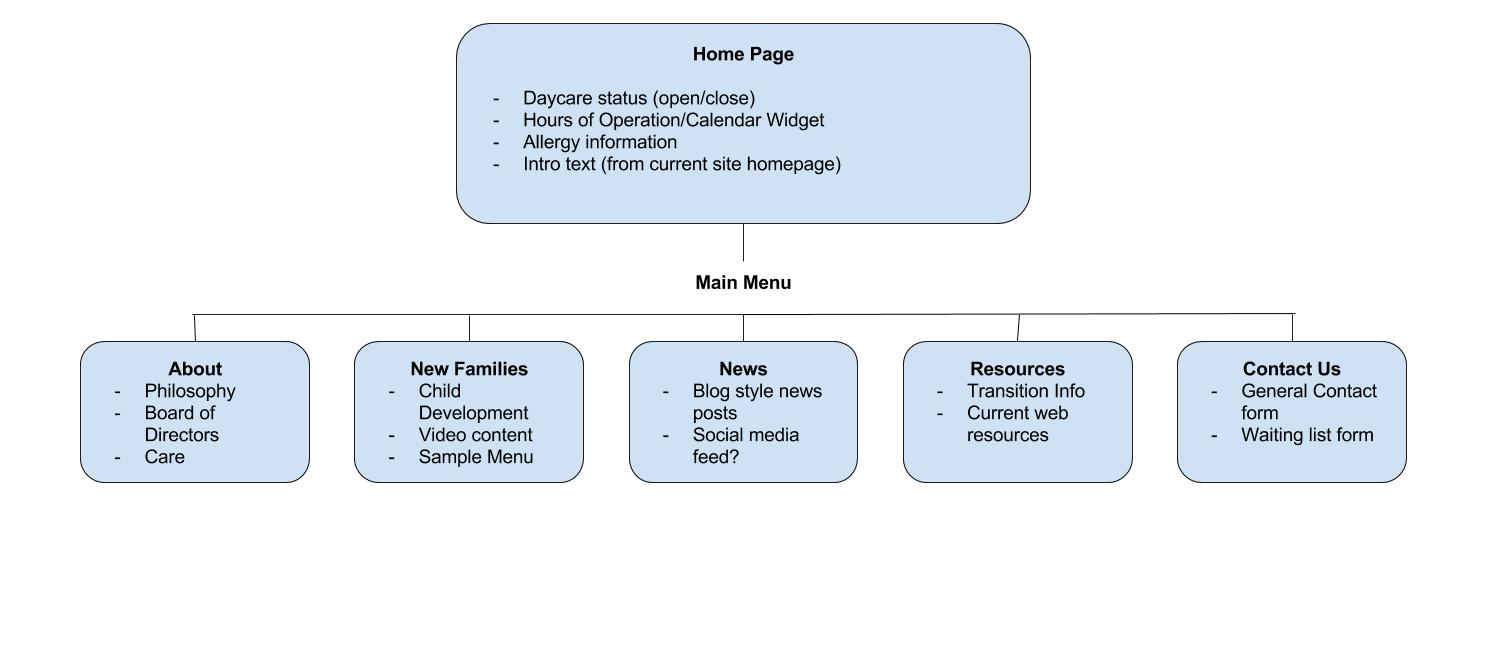 Home Page
- Daycare status (open/close)
- Hours of Operation/Calendar Widget
- Allergy information
- Intro text (from current site homepage)
Main Menu
About
- Philosophy
- Board of
Directors
- Care
New Families
- Child
Development
- Video content
- Sample Menu
News
- Blog style news
posts
- Social media
feed?
Resources
- Transition Info
- Current web
resources
Contact Us
- General Contact
form
- Waiting list form